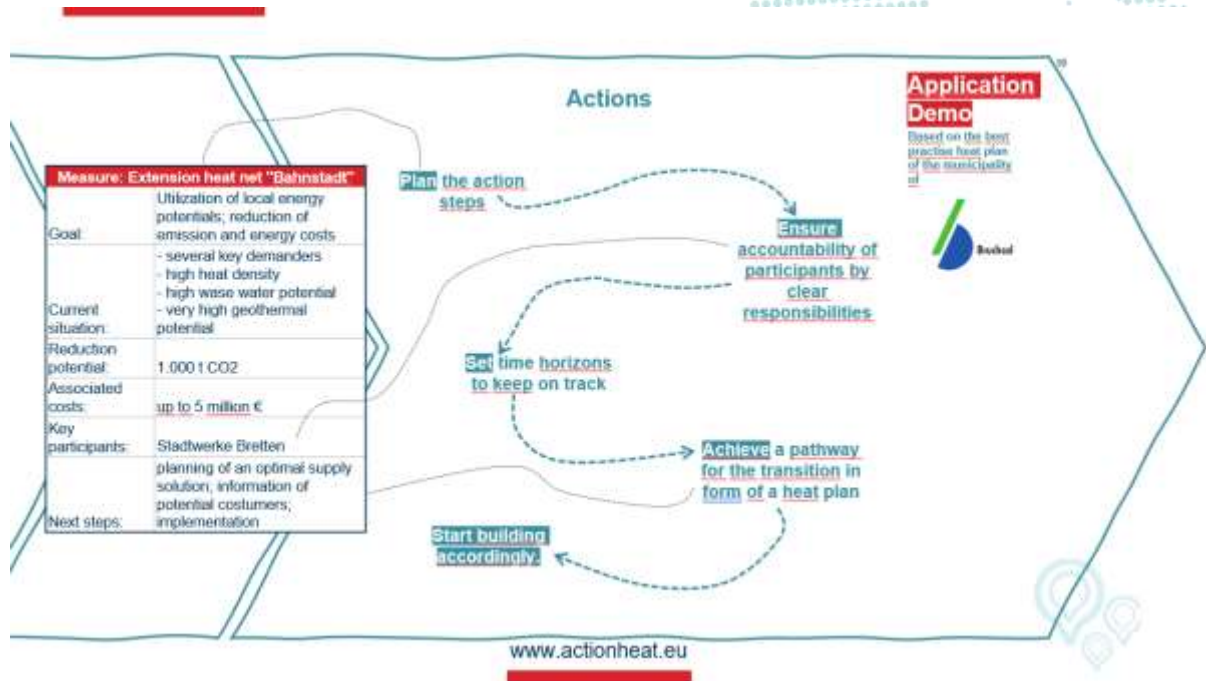 Actions
Application
Demo
Based on the best
practise heat plan
of the municipality
of
Bruchsal
Measure: Extension heat net "Bahnstadt"
Goal:
Utilization of local energy
potentials; reduction of
emission and energy costs
Current
situation:
- several key demanders
- high heat density
- high wase water potential
- very high geothermal
potential
Reduction
potential:
1.000 t CO2
Associated
costs:
up to 5 million €
Key
participants:
Stadtwerke Bretten
Next steps:
planning of an optimal supply
solution; information of
potential costumers;
implementation
Plan the action
steps
Ensure
accountability of
participants by
clear
responsibilities
Set time horizons
to keep on track
Achieve a pathway
for the transition in
form of a heat plan
Start building
accordingly.
www.actionheat.eu